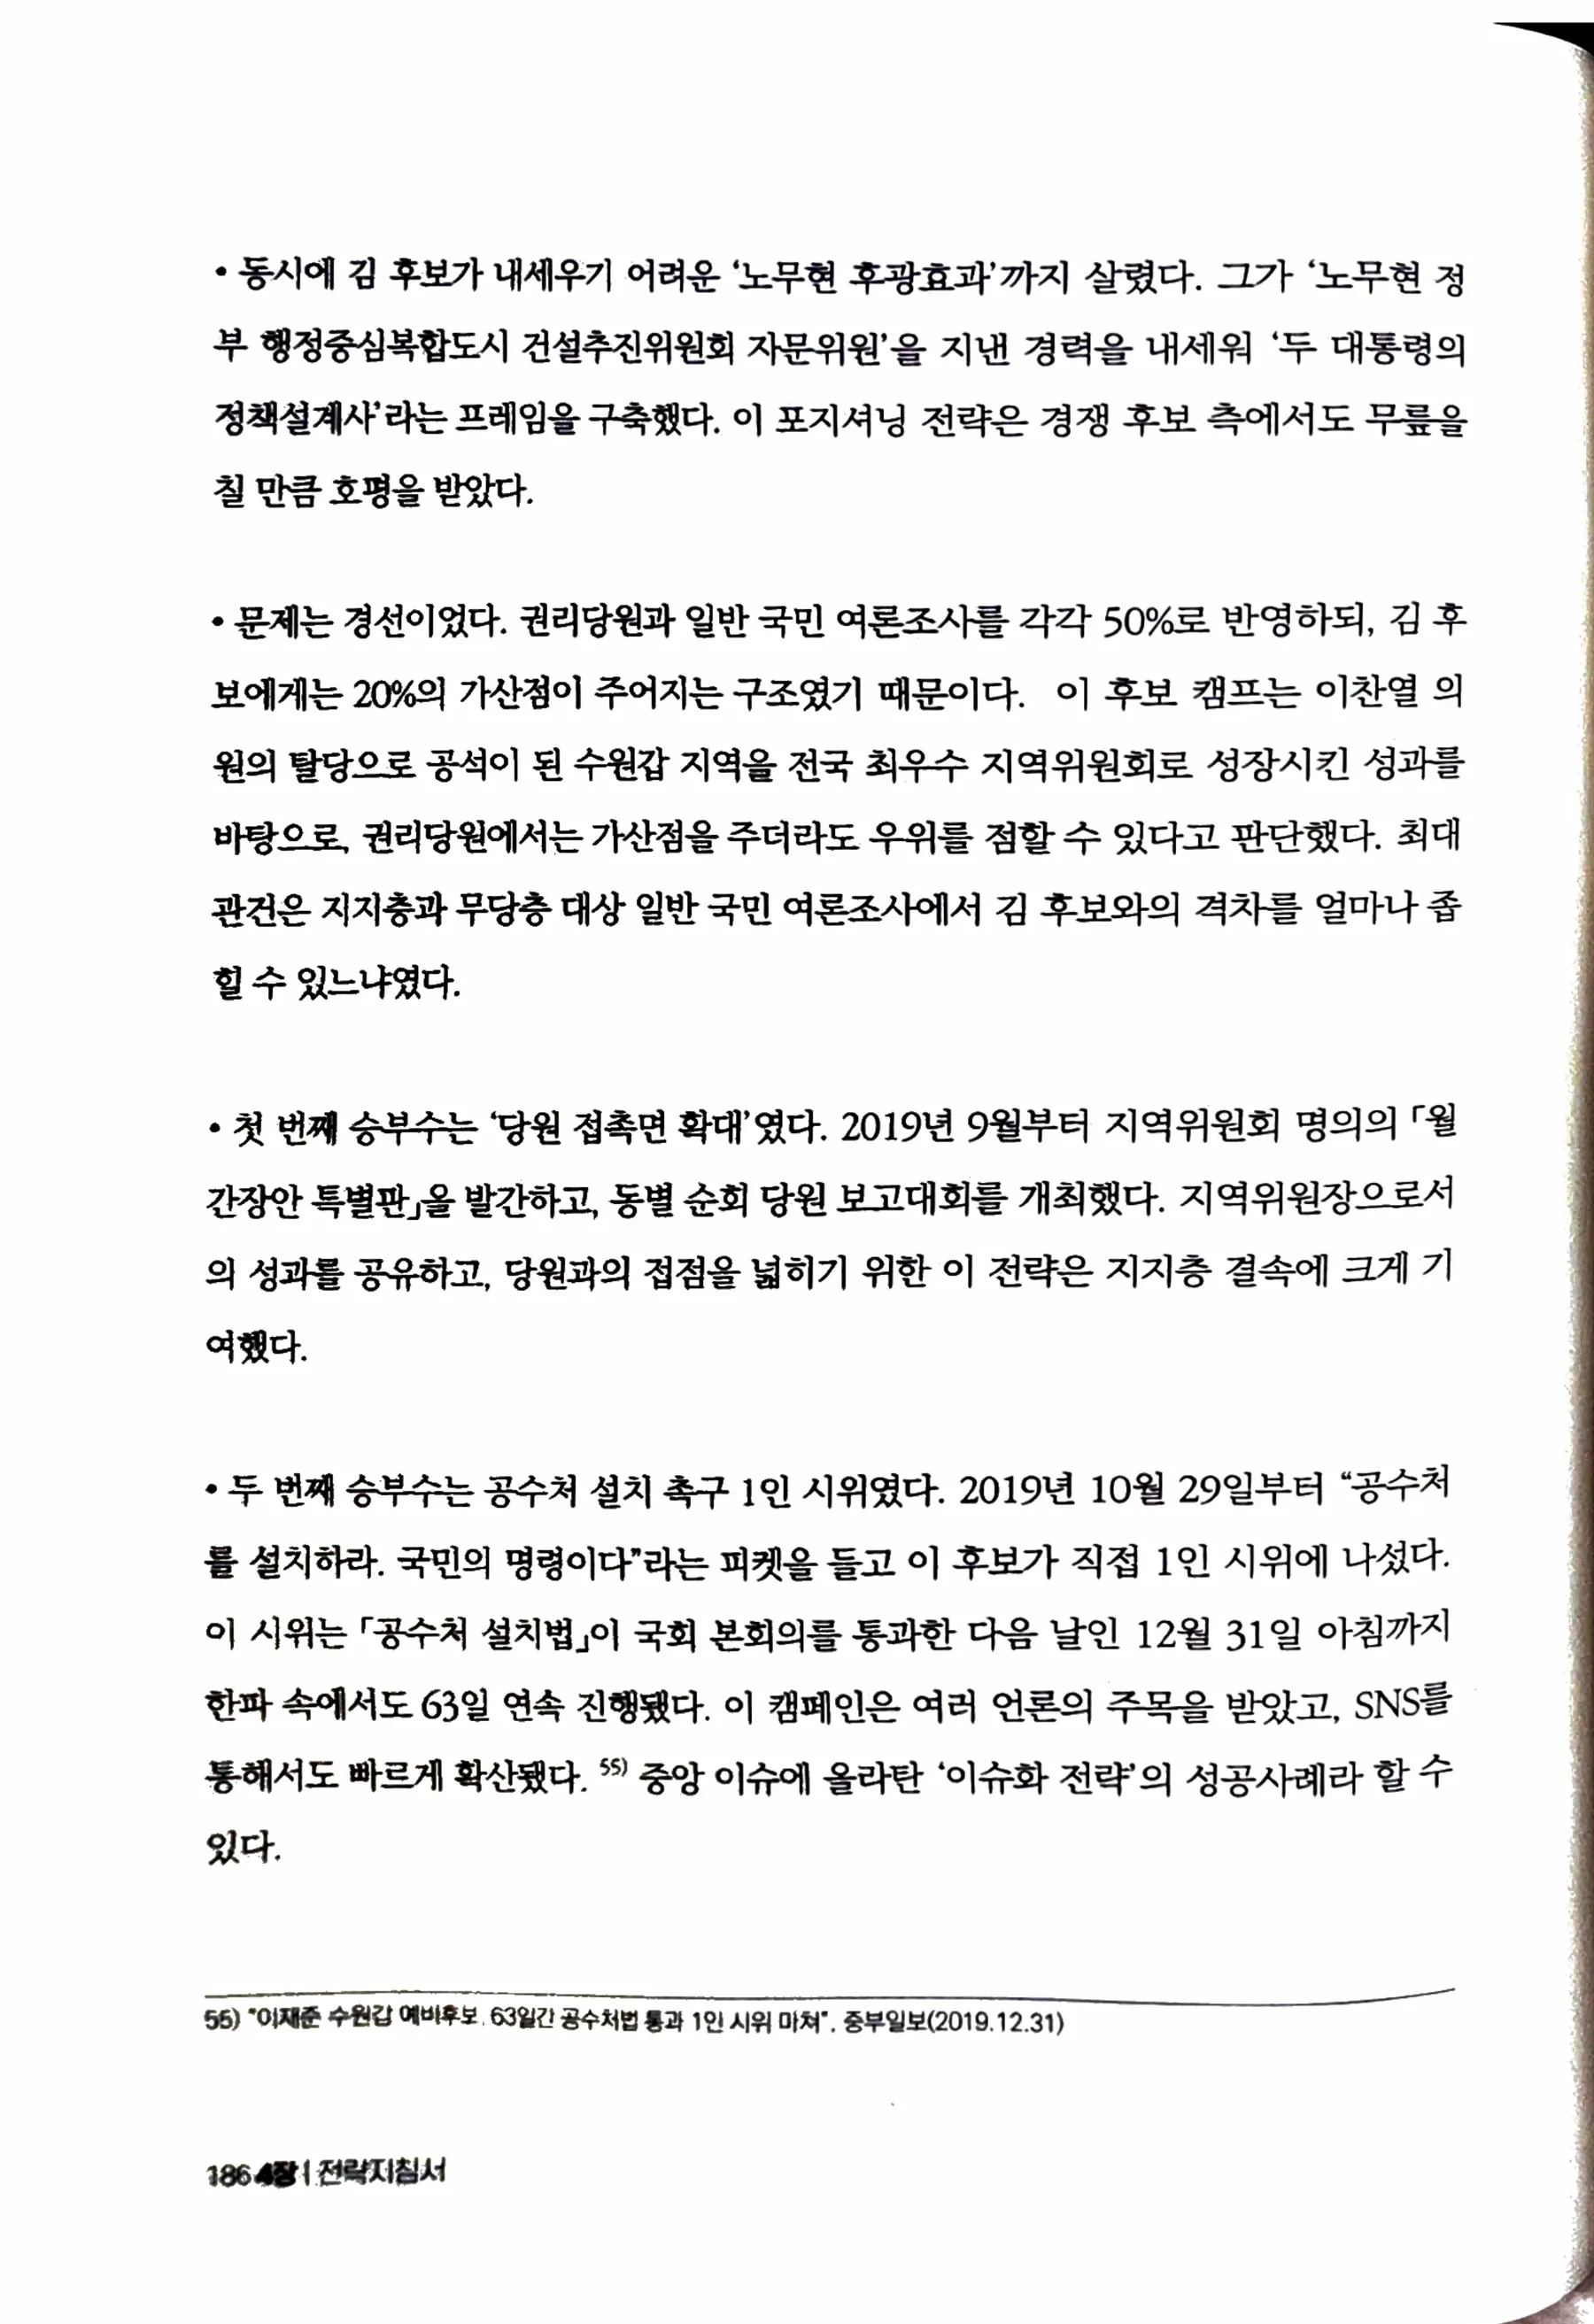 • 동시에 김 후보가 내세우기 어려운 ‘노무현 후광효과’까지 살렸다. 그가 ‘노무현 정
부 행정중심복합도시 건설추진위원회 자문위원’을 지낸 경력을 내세워 ‘두 대통령의
정책설계사’라는 프레임을 구축했다. 이 포지셔닝 전략은 경쟁 후보 측에서도 무릎을
칠 만큼 호평을 받았다.
• 문제는 경선이었다. 권리당원과 일반 국민 여론조사를 각각 50%로 반영하되, 김 후
보에게는 20%의 가산점이 주어지는 구조였기 때문이다. 이 후보 캠프는 이찬열 의
원의 탈당으로 공석이 된 수원갑 지역을 전국 최우수 지역위원회로 성장시킨 성과를
바탕으로, 권리당원에서는 가산점을 주더라도 우위를 점할 수 있다고 판단했다. 최대
관건은 지지층과 무당층 대상 일반 국민 여론조사에서 김 후보와의 격차를 얼마나 좁
힐 수 있느냐였다.
• 첫 번째 승부수는 ‘당원 접촉면 확대’였다. 2019년 9월부터 지역위원회 명의의 「월
간장안 특별판」을 발간하고, 동별 순회 당원 보고대회를 개최했다. 지역위원장으로서
의 성과를 공유하고, 당원과의 접점을 넓히기 위한 이 전략은 지지층 결속에 크게 기
여했다.
• 두 번째 승부수는 공수처 설치 촉구 1인 시위였다. 2019년 10월 29일부터 “공수처
를 설치하라. 국민의 명령이다”라는 피켓을 들고 이 후보가 직접 1인 시위에 나섰다.
이 시위는 「공수처 설치법」이 국회 본회의를 통과한 다음 날인 12월 31일 아침까지
한파 속에서도 63일 연속 진행됐다. 이 캠페인은 여러 언론의 주목을 받았고, SNS를
통해서도 빠르게 확산됐다. 55) 중앙 이슈에 올라탄 ‘이슈화 전략’의 성공사례라 할 수
있다.
55) "이재준 수원갑 예비후보, 63일간 공수처법 통과 1인 시위 마쳐", 중부일보(2019.12.31)
186 4장 | 전략지침서